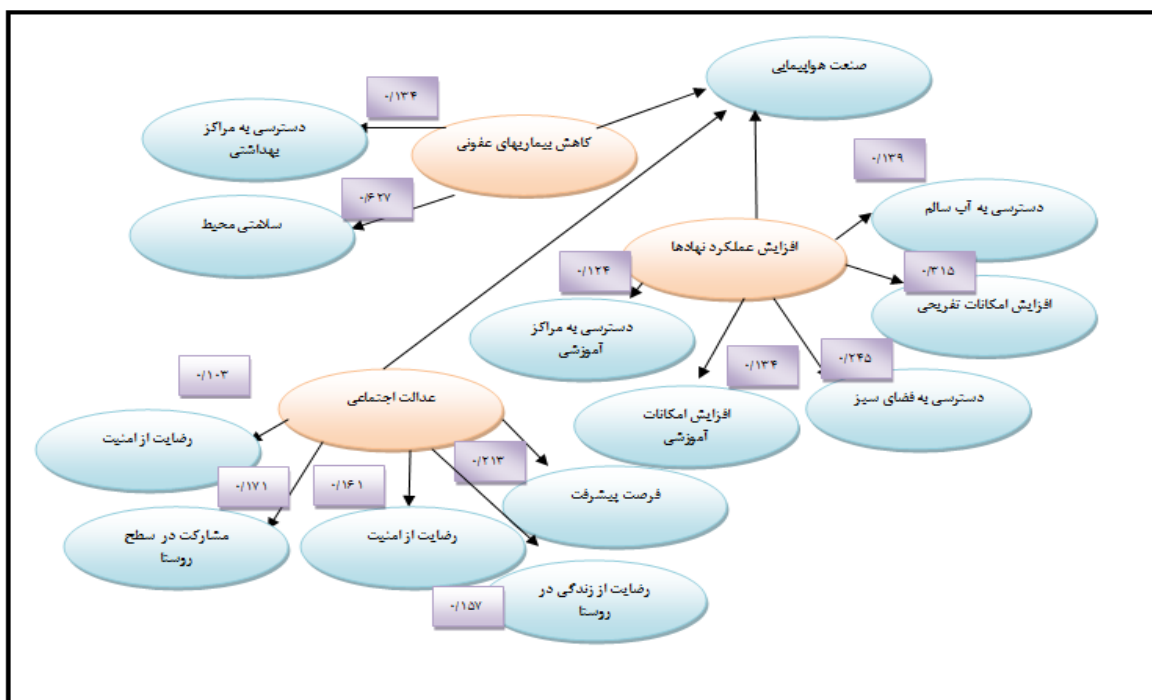 صنعت هواپیمایی
۰/۱۳۴
دسترسی به مراکز
بهداشتی
کاهش بیماریهای عفونی
۰/۶۲۷
سلامتی محیط
۰/۱۳۹
دسترسی به آب سالم
افزایش عملکرد نهادها
۰/۱۲۴
۰/۳۱۵
افزایش امکانات تفریحی
دسترسی به مراکز
آموزشی
۰/۱۳۴
۰/۲۴۵
دسترسی به فضای سبز
افزایش امکانات
آموزشی
۰/۱۰۳
عدالت اجتماعی
رضایت از امنیت
۰/۲۱۳
۰/۱۷۱
۰/۱۶۱
فرصت پیشرفت
مشارکت در سطح
روستا
رضایت از امنیت
۰/۱۵۷
رضایت از زندگی در
روستا